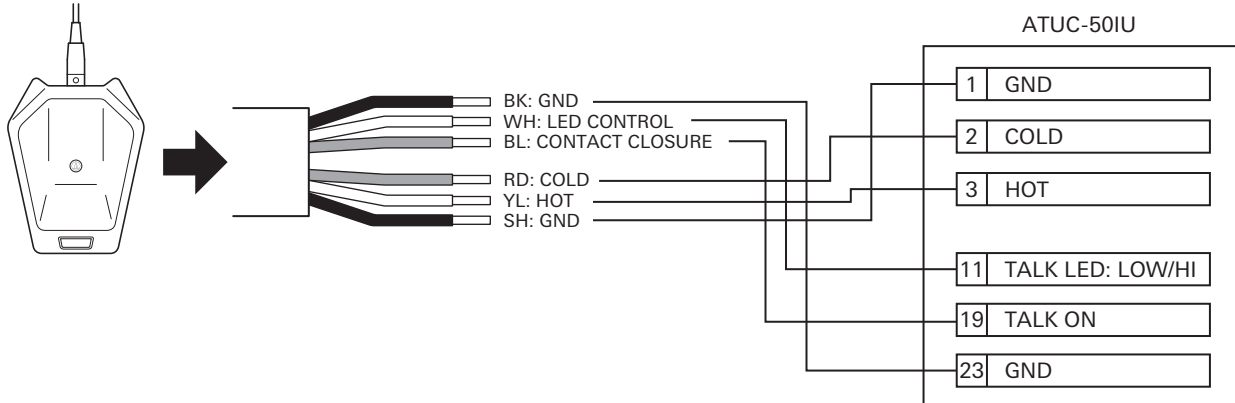 ATUC-50IU
BK: GND
WH: LED CONTROL
BL: CONTACT CLOSURE
RD: COLD
YL: HOT
SH: GND
1 GND
2 COLD
3 HOT
11 TALK LED: LOW/HI
19 TALK ON
23 GND